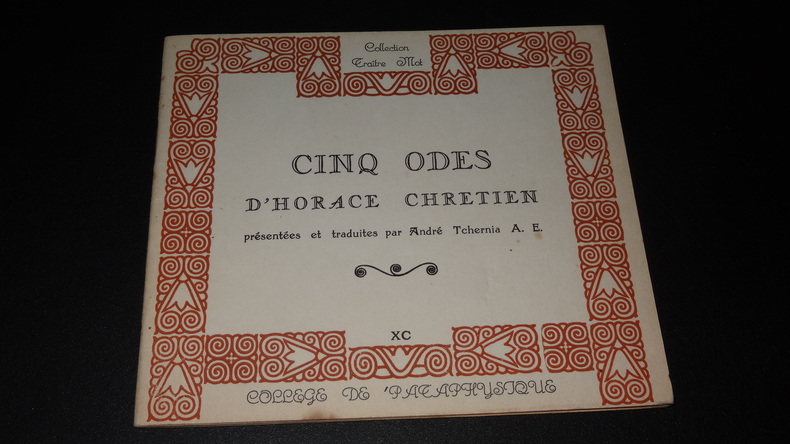 Collection
Traître Mot
CINQ ODES
D'HORACE CHRETIEN
présentées et traduites par André Tchernia A. E.
XC
COLLEGE DE 'PATAPHYSIQUE